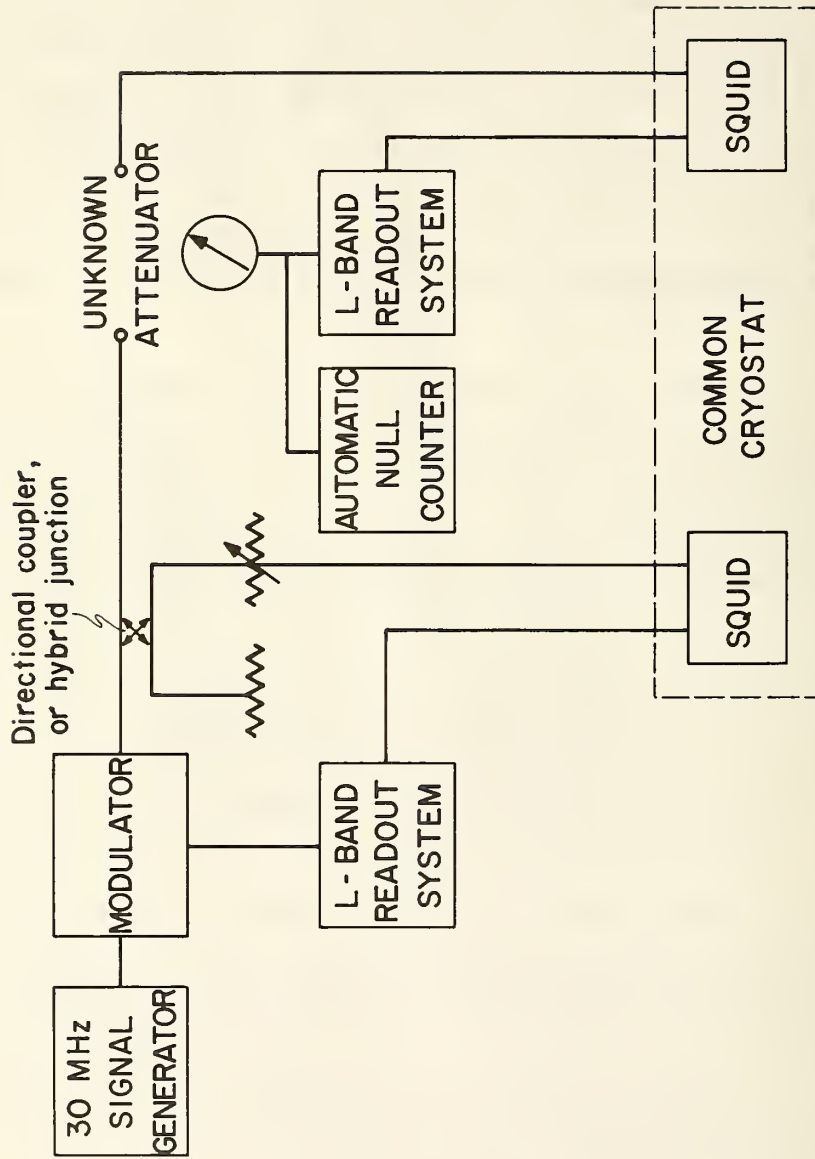 30 MHz
SIGNAL
GENERATOR
MODULATOR
Directional coupler,
or hybrid junction
UNKNOWN
ATTENUATOR
L-BAND
READOUT
SYSTEM
AUTOMATIC
NULL
COUNTER
L-BAND
READOUT
SYSTEM
SQUID
COMMON
CRYOSTAT
SQUID